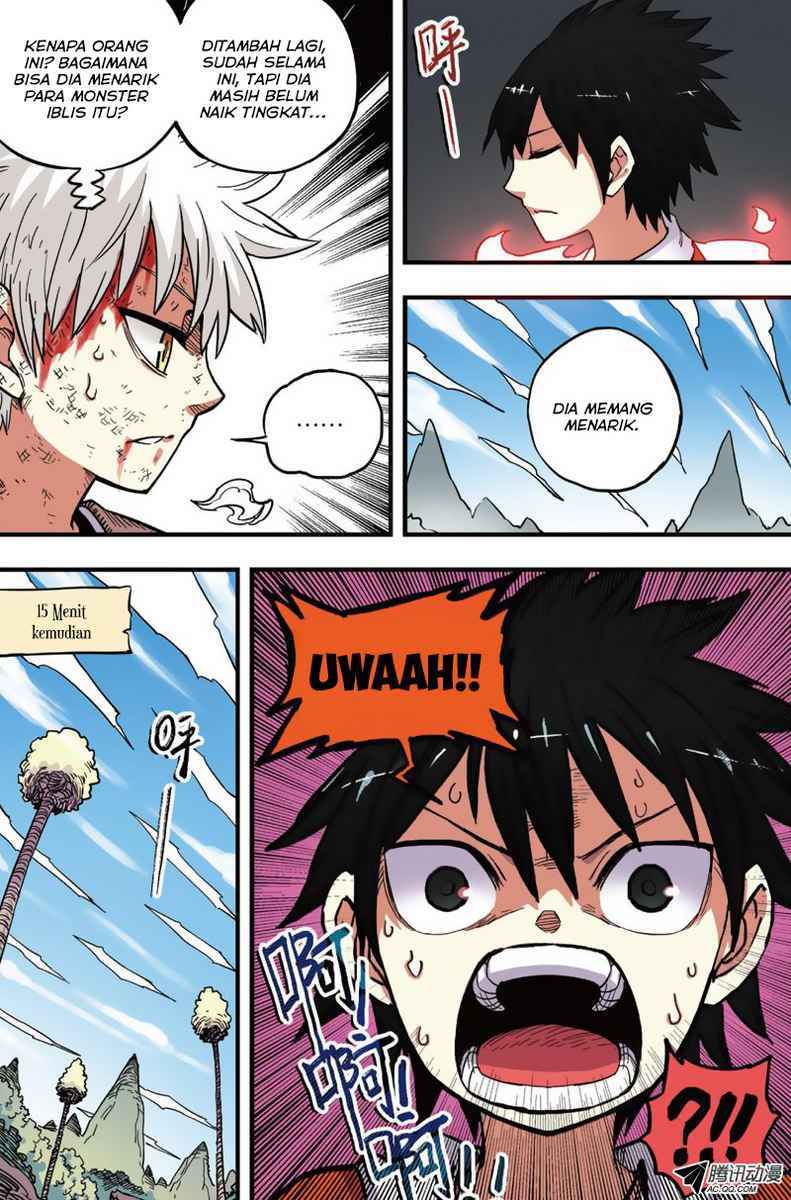 KENAPA ORANG
INI? BAGAIMANA
BISA DIA MENARIK
PARA MONSTER
IBLIS ITU?
DITAMBAH LAGI,
SUDAH SELAMA
INI, TAPI DIA
MASIH BELUM
NAIK TINGKAT...
呼
......
DIA MEMANG
MENARIK.
15 Menit
kemudian
呼
UWAAH!!
啊!
啊!
啊!!
?!!
腾讯动漫
AC.QQ.COM